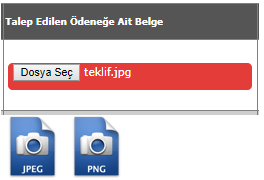 Talep Edilen Ödeneğe Ait Belge
Dosya Seç teklif.jpg
JPEG PNG